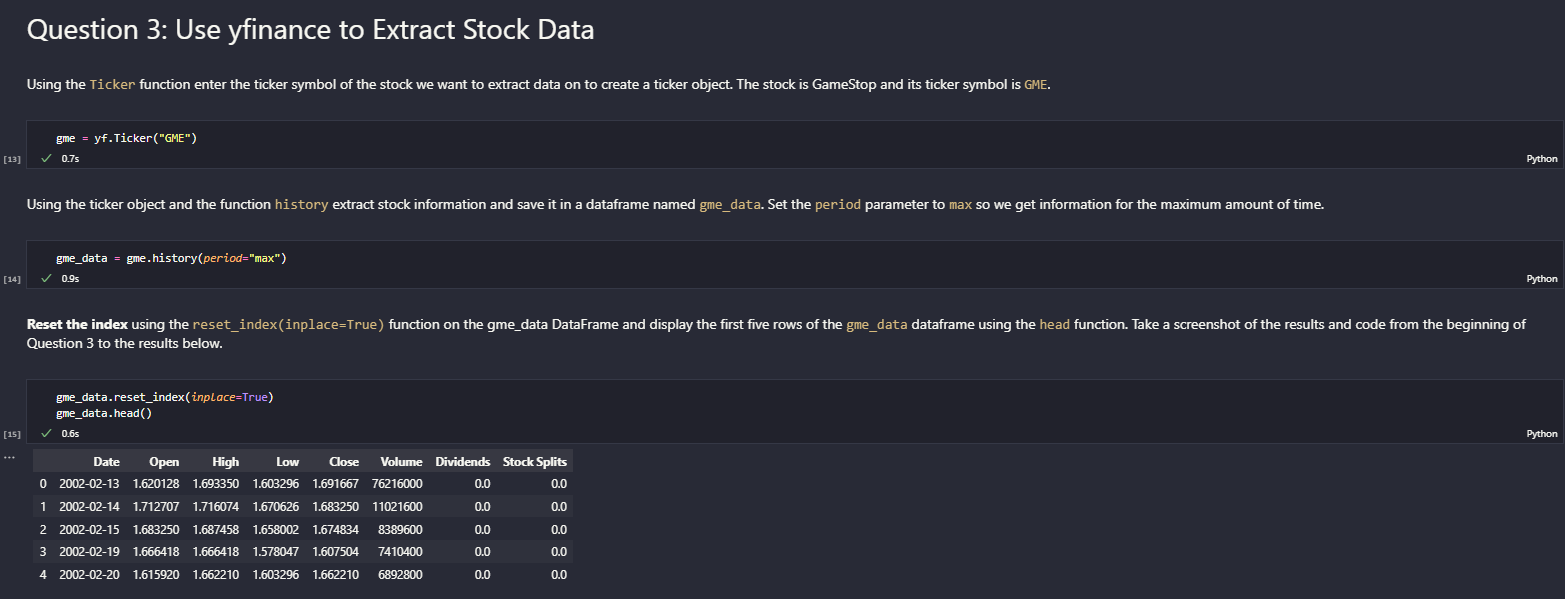 Question 3: Use yfinance to Extract Stock Data
Using the Ticker function enter the ticker symbol of the stock we want to extract data on to create a ticker object. The stock is GameStop and its ticker symbol is GME.
gme = yf.Ticker("GME")
[13] ✓ 0.7s Python
Using the ticker object and the function history extract stock information and save it in a dataframe named gme_data. Set the period parameter to max so we get information for the maximum amount of time.
gme_data = gme.history(period="max")
[14] ✓ 0.9s Python
Reset the index using the reset_index(inplace=True) function on the gme_data DataFrame and display the first five rows of the gme_data dataframe using the head function. Take a screenshot of the results and code from the beginning of
Question 3 to the results below.
gme_data.reset_index(inplace=True)
gme_data.head()
[15] ✓ 0.6s Python
...
Date Open High Low Close Volume Dividends Stock Splits
0 2002-02-13 1.620128 1.693350 1.603296 1.691667 76216000 0.0 0.0
1 2002-02-14 1.712707 1.716074 1.670626 1.683250 11021600 0.0 0.0
2 2002-02-15 1.683250 1.687458 1.658002 1.674834 8389600 0.0 0.0
3 2002-02-19 1.666418 1.666418 1.578047 1.607504 7410400 0.0 0.0
4 2002-02-20 1.615920 1.662210 1.603296 1.662210 6892800 0.0 0.0